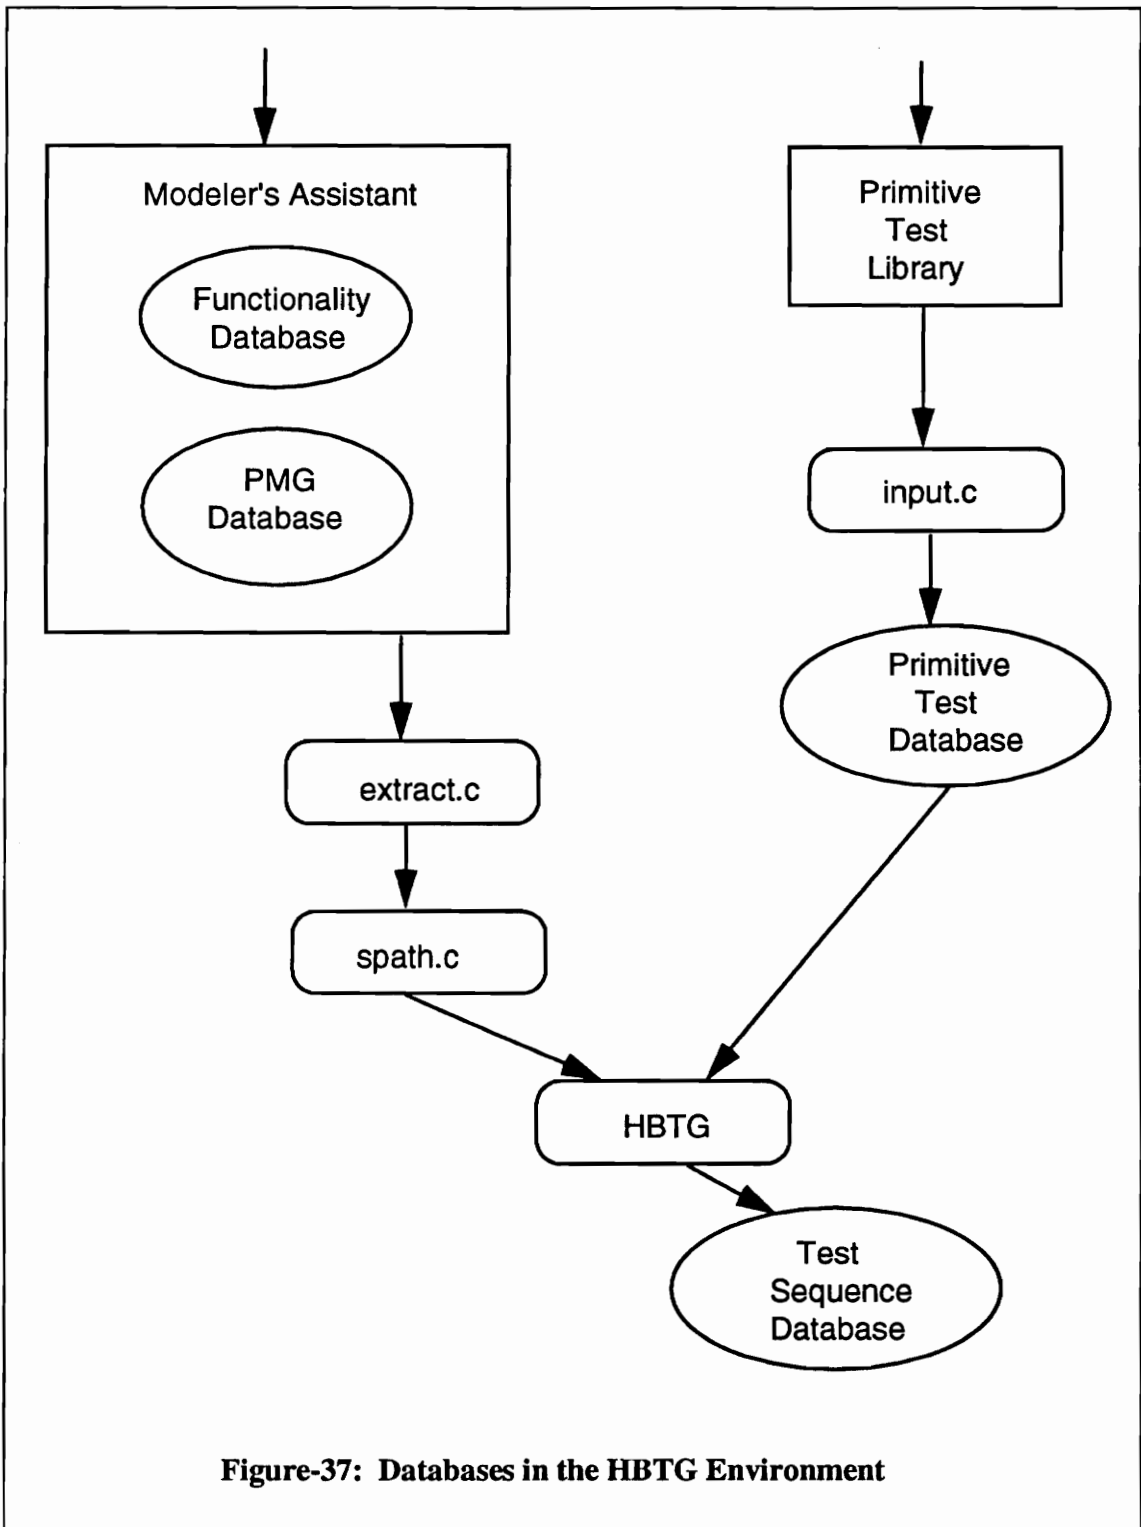 Modeler's Assistant
Functionality
Database
PMG
Database
extract.c
spath.c
Primitive
Test
Library
input.c
Primitive
Test
Database
HBTG
Test
Sequence
Database
Figure-37: Databases in the HBTG Environment